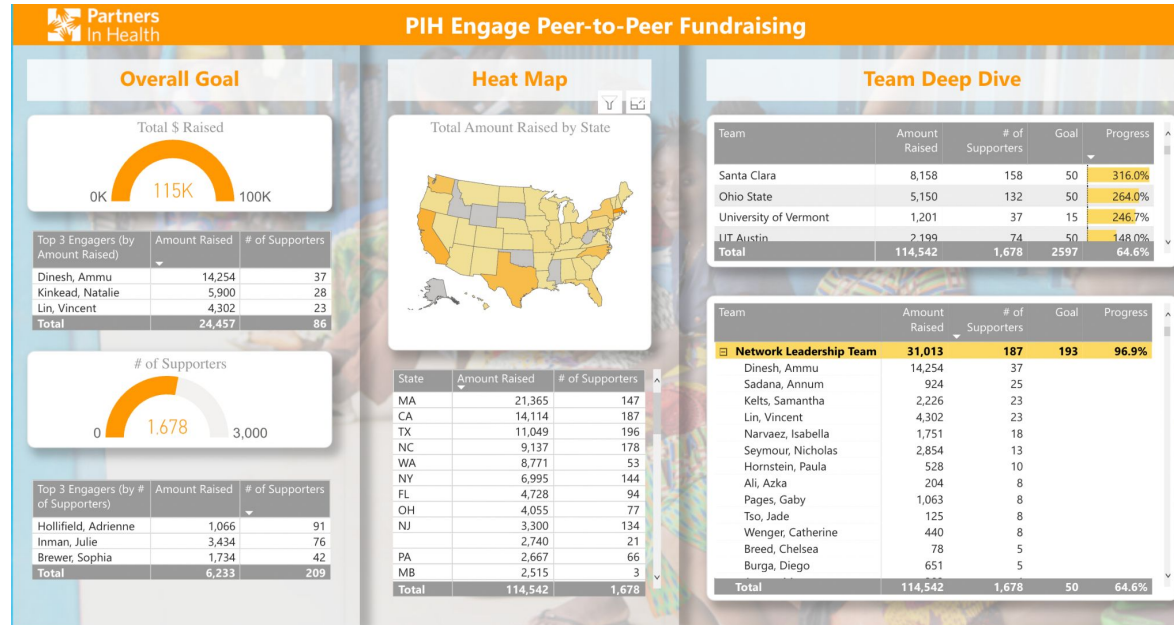 Partners
In Health
PIH Engage Peer-to-Peer Fundraising
Overall Goal
Total $ Raised
0K 115K 100K
Top 3 Engagers (by Amount Raised) Amount Raised # of Supporters
Dinesh, Ammu 14,254 37
Kinkead, Natalie 5,900 28
Lin, Vincent 4,302 23
Total 24,457 86
# of Supporters
0 1,678 3,000
Top 3 Engagers (by # of Supporters) Amount Raised # of Supporters
Hollifield, Adrienne 1,066 91
Inman, Julie 3,434 76
Brewer, Sophia 1,734 42
Total 6,233 209
Heat Map
Total Amount Raised by State
State Amount Raised # of Supporters
MA 21,365 147
CA 14,114 187
TX 11,049 196
NC 9,137 178
WA 8,771 53
NY 6,995 144
FL 4,728 94
OH 4,055 77
NJ 3,300 134
2,740 21
PA 2,667 66
MB 2,515 3
Total 114,542 1,678
Team Deep Dive
Team Amount Raised # of Supporters Goal Progress
Santa Clara 8,158 158 50 316.0%
Ohio State 5,150 132 50 264.0%
University of Vermont 1,201 37 15 246.7%
UT Austin 2,199 74 50 148.0%
Total 114,542 1,678 2597 64.6%
Team Amount Raised # of Supporters Goal Progress
Network Leadership Team 31,013 187 193 96.9%
Dinesh, Ammu 14,254 37
Sadana, Annum 924 25
Kelts, Samantha 2,226 23
Lin, Vincent 4,302 23
Narvaez, Isabella 1,751 18
Seymour, Nicholas 2,854 13
Hornstein, Paula 528 10
Ali, Azka 204 8
Pages, Gaby 1,063 8
Tso, Jade 125 8
Wenger, Catherine 440 8
Breed, Chelsea 78 5
Burga, Diego 651 5
Total 114,542 1,678 50 64.6%